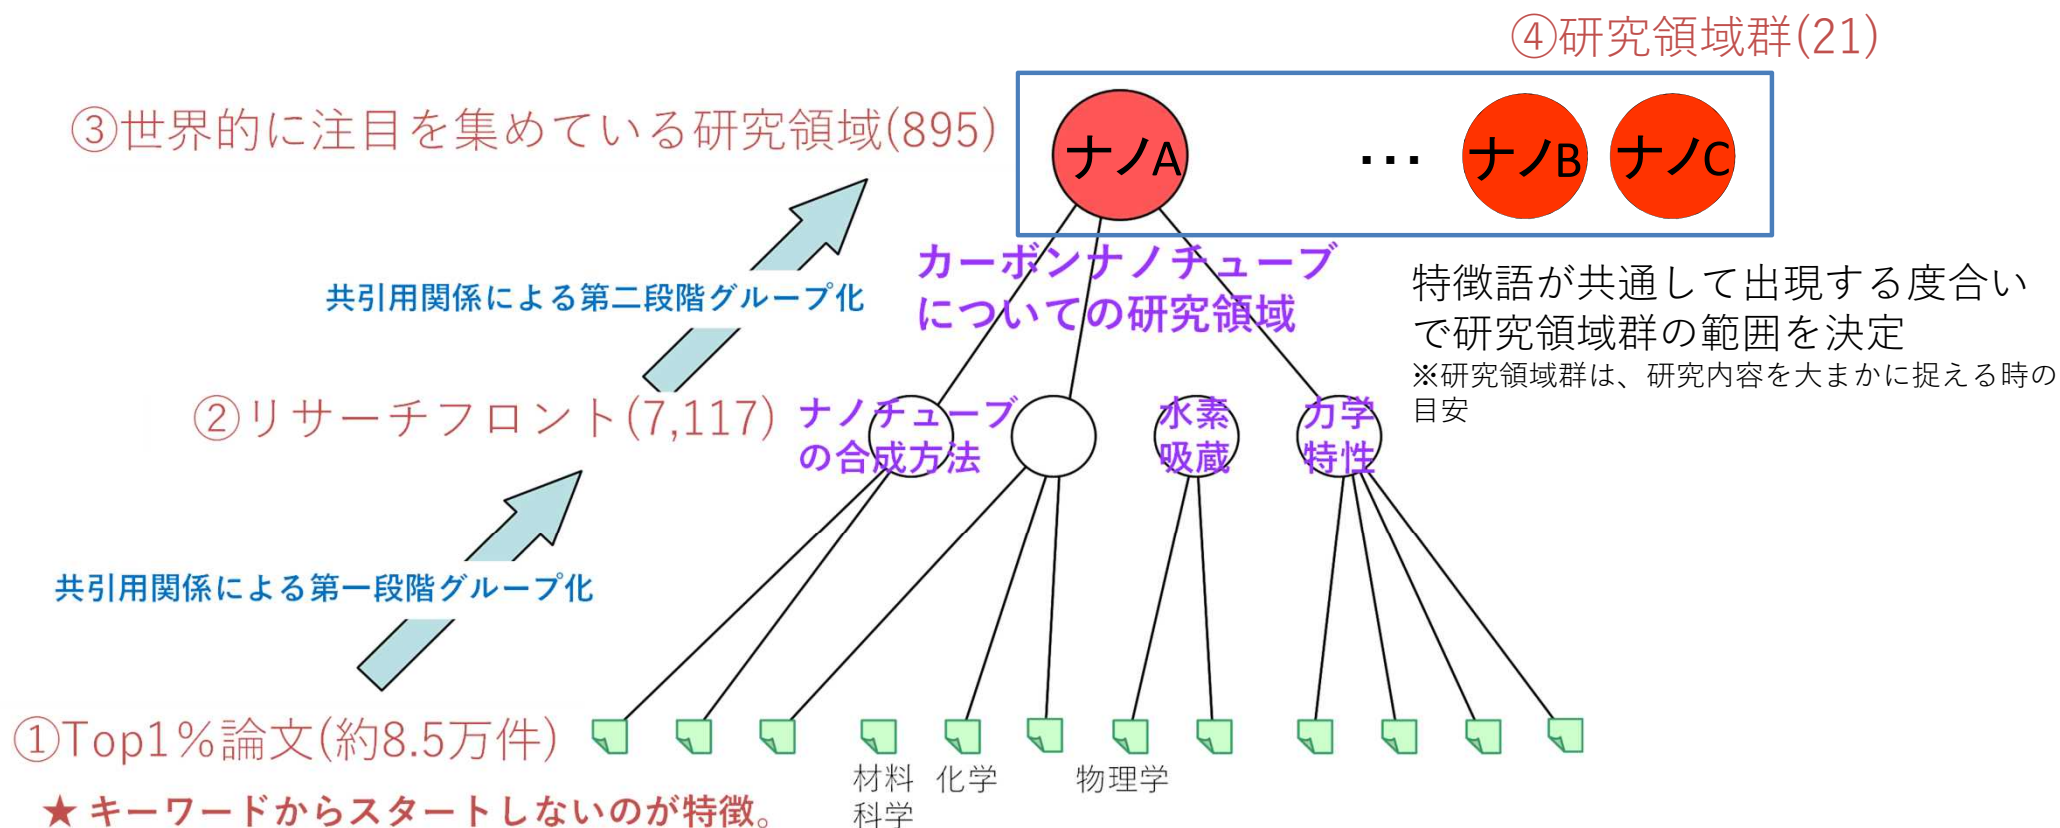 ④研究領域群(21)
③世界的に注目を集めている研究領域(895)
ナノA
…
ナノB
ナノC
カーボンナノチューブ
についての研究領域
特徴語が共通して出現する度合い
で研究領域群の範囲を決定
※研究領域群は、研究内容を大まかに捉える時の
目安
共引用関係による第二段階グループ化
②リサーチフロント(7,117)
ナノチューブ
の合成方法
水素
吸蔵
力学
特性
共引用関係による第一段階グループ化
①Top1%論文(約8.5万件)
材料
科学
化学
物理学
★ キーワードからスタートしないのが特徴。